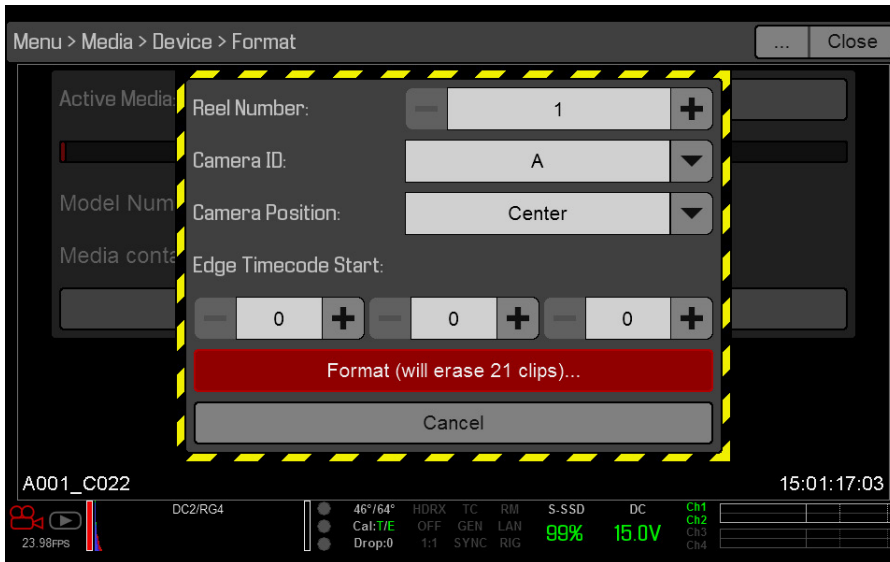 Menu > Media > Device > Format
... Close
Active Media:
Reel Number: 1
Camera ID: A
Model Num
Camera Position: Center
Media conta
Edge Timecode Start:
0 0 0
Format (will erase 21 clips)...
Cancel
A001_C022 15:01:17:03
DC2/RG4 46°/64° HDRX TC RM S-SSD DC Ch1
Cal:T/E OFF GEN LAN 99% 15.0V Ch2
23.98FPS Drop:0 1:1 SYNC RIG Ch3
Ch4